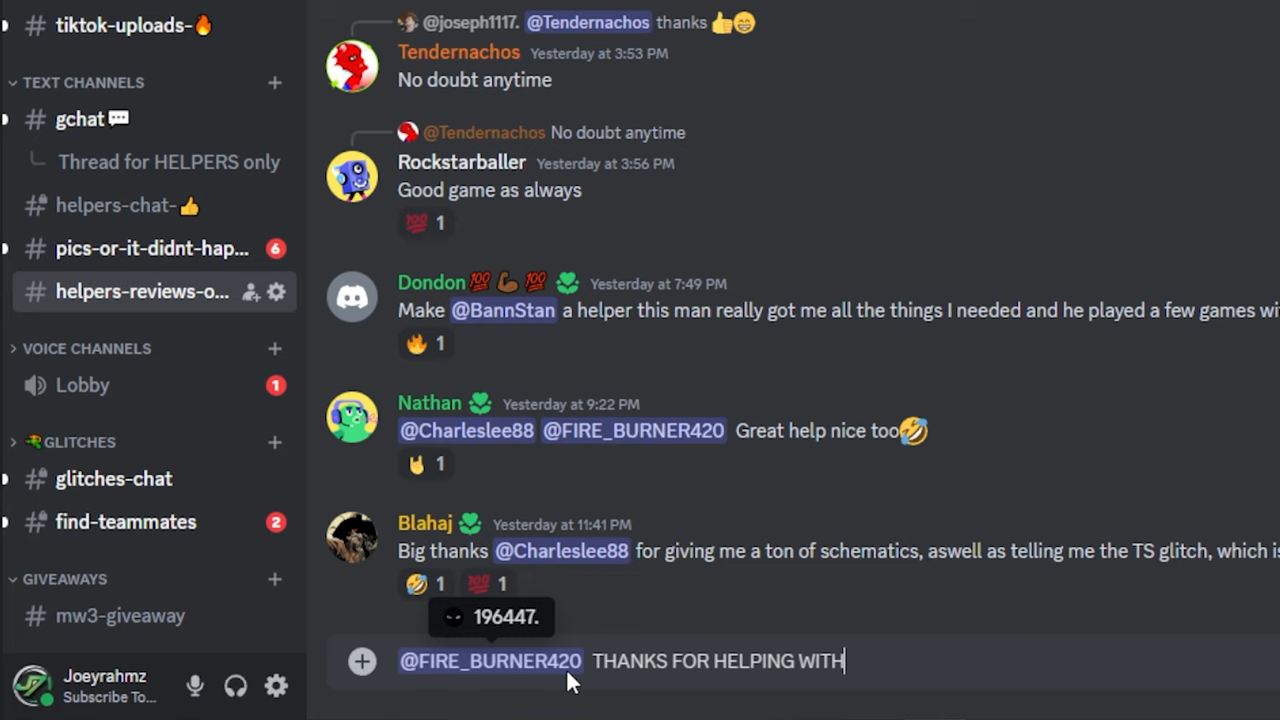 tiktok-uploads-🔥
TEXT CHANNELS
gchat💬
Thread for HELPERS only
helpers-chat-👍
pics-or-it-didnt-hap... 6
helpers-reviews-o...
VOICE CHANNELS
Lobby 1
GLITCHES
glitches-chat
find-teammates 2
GIVEAWAYS
mw3-giveaway
Joeyrahmz
Subscribe To...
@joseph1117. @Tendernachos thanks 👍😁
Tendernachos Yesterday at 3:53 PM
No doubt anytime
@Tendernachos No doubt anytime
Rockstarballer Yesterday at 3:56 PM
Good game as always
💯 1
Dondon💯💪🏾💯 Yesterday at 7:49 PM
Make @BannStan a helper this man really got me all the things I needed and he played a few games wi
🔥 1
Nathan Yesterday at 9:22 PM
@Charleslee88 @FIRE_BURNER420 Great help nice too🤣
🤘 1
Blahaj Yesterday at 11:41 PM
Big thanks @Charleslee88 for giving me a ton of schematics, aswell as telling me the TS glitch, which is
🤣 1 💯 1
196447.
@FIRE_BURNER420 THANKS FOR HELPING WITH